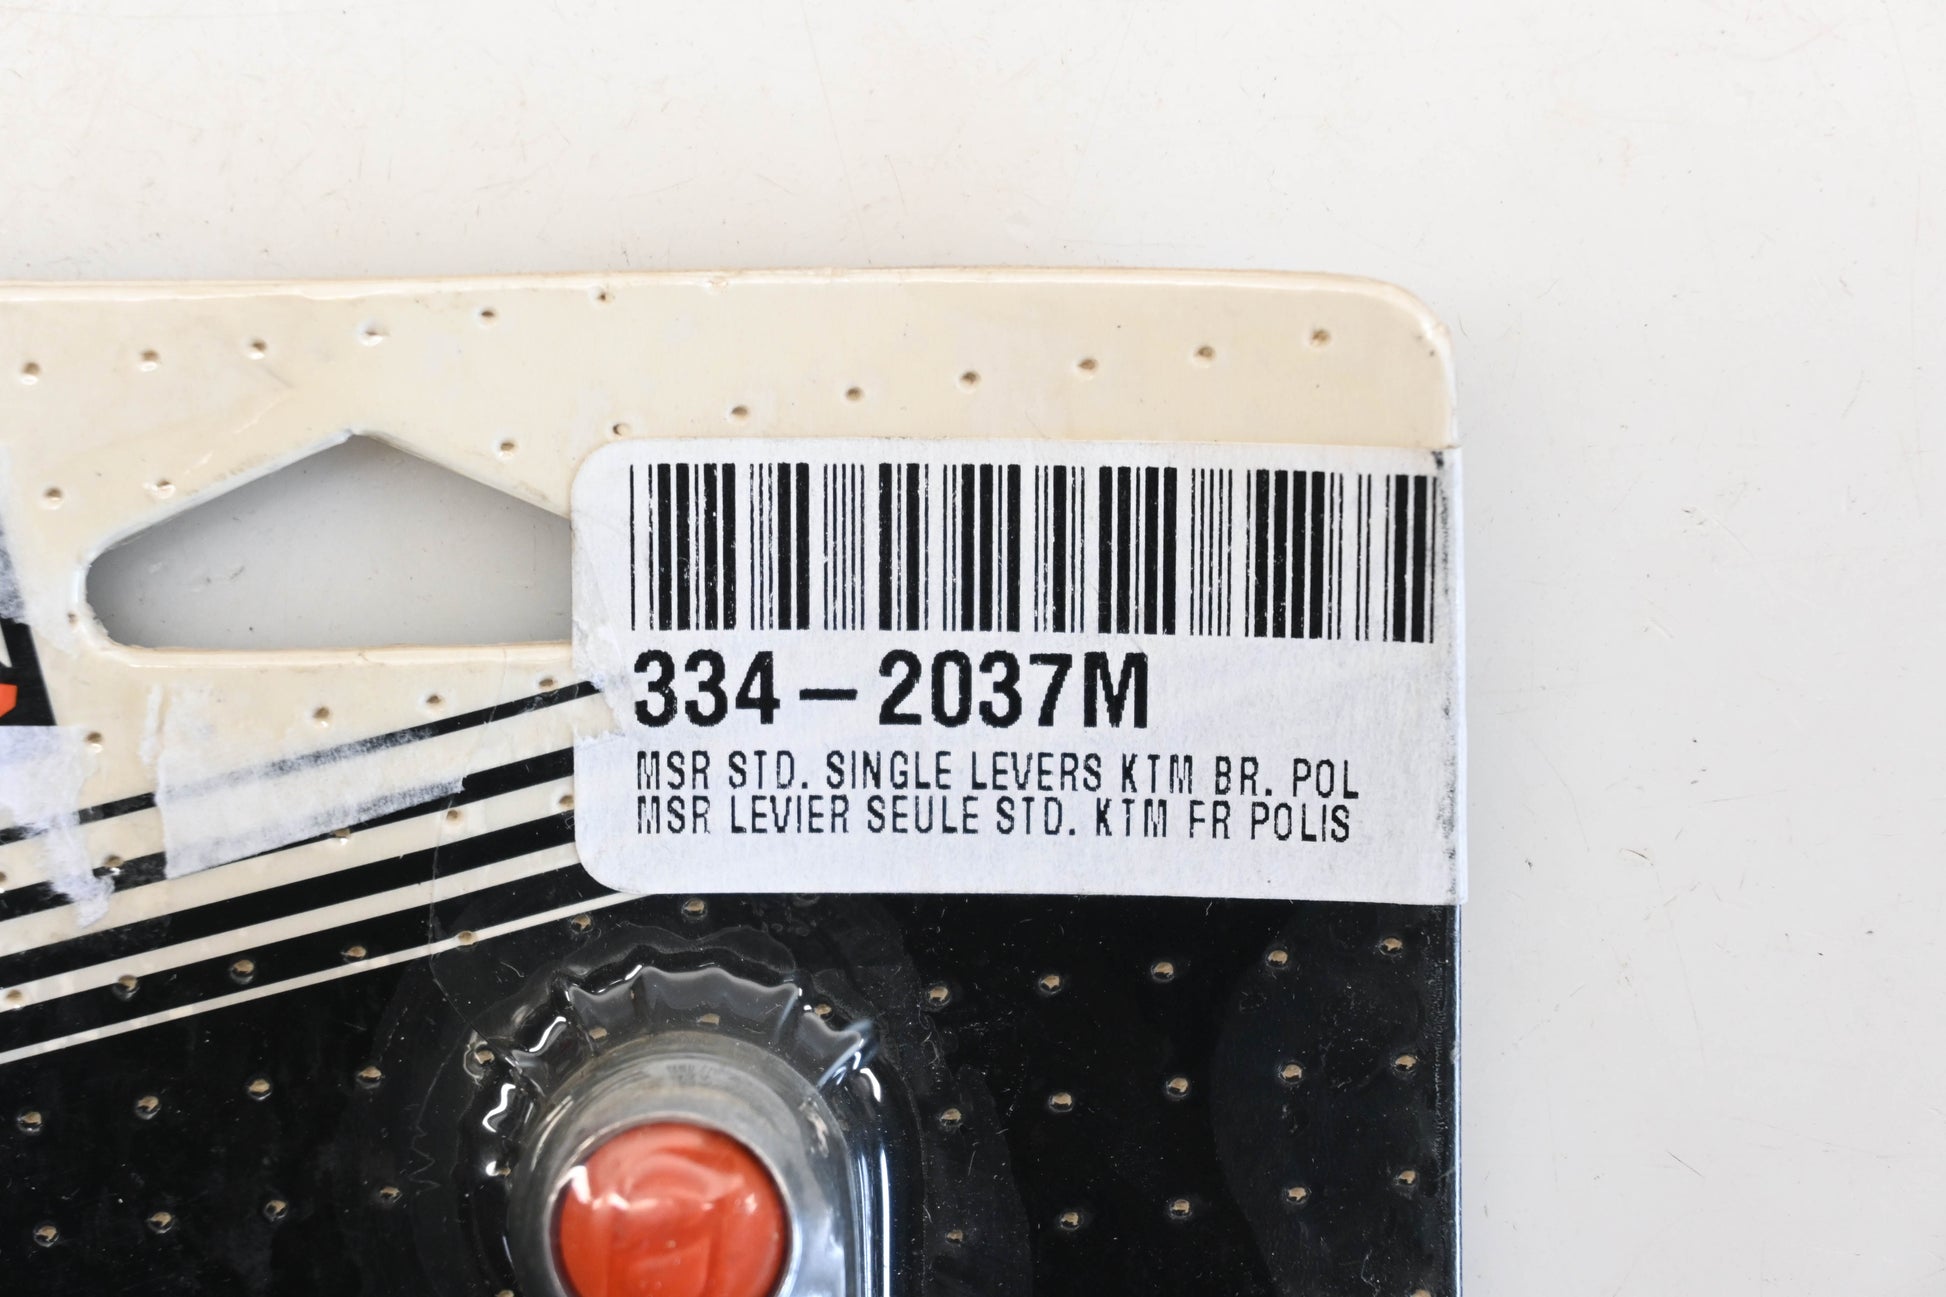 334-2037M
MSR STD. SINGLE LEVERS KTM BR. POL
MSR LEVIER SEULE STD. KTM FR POLIS